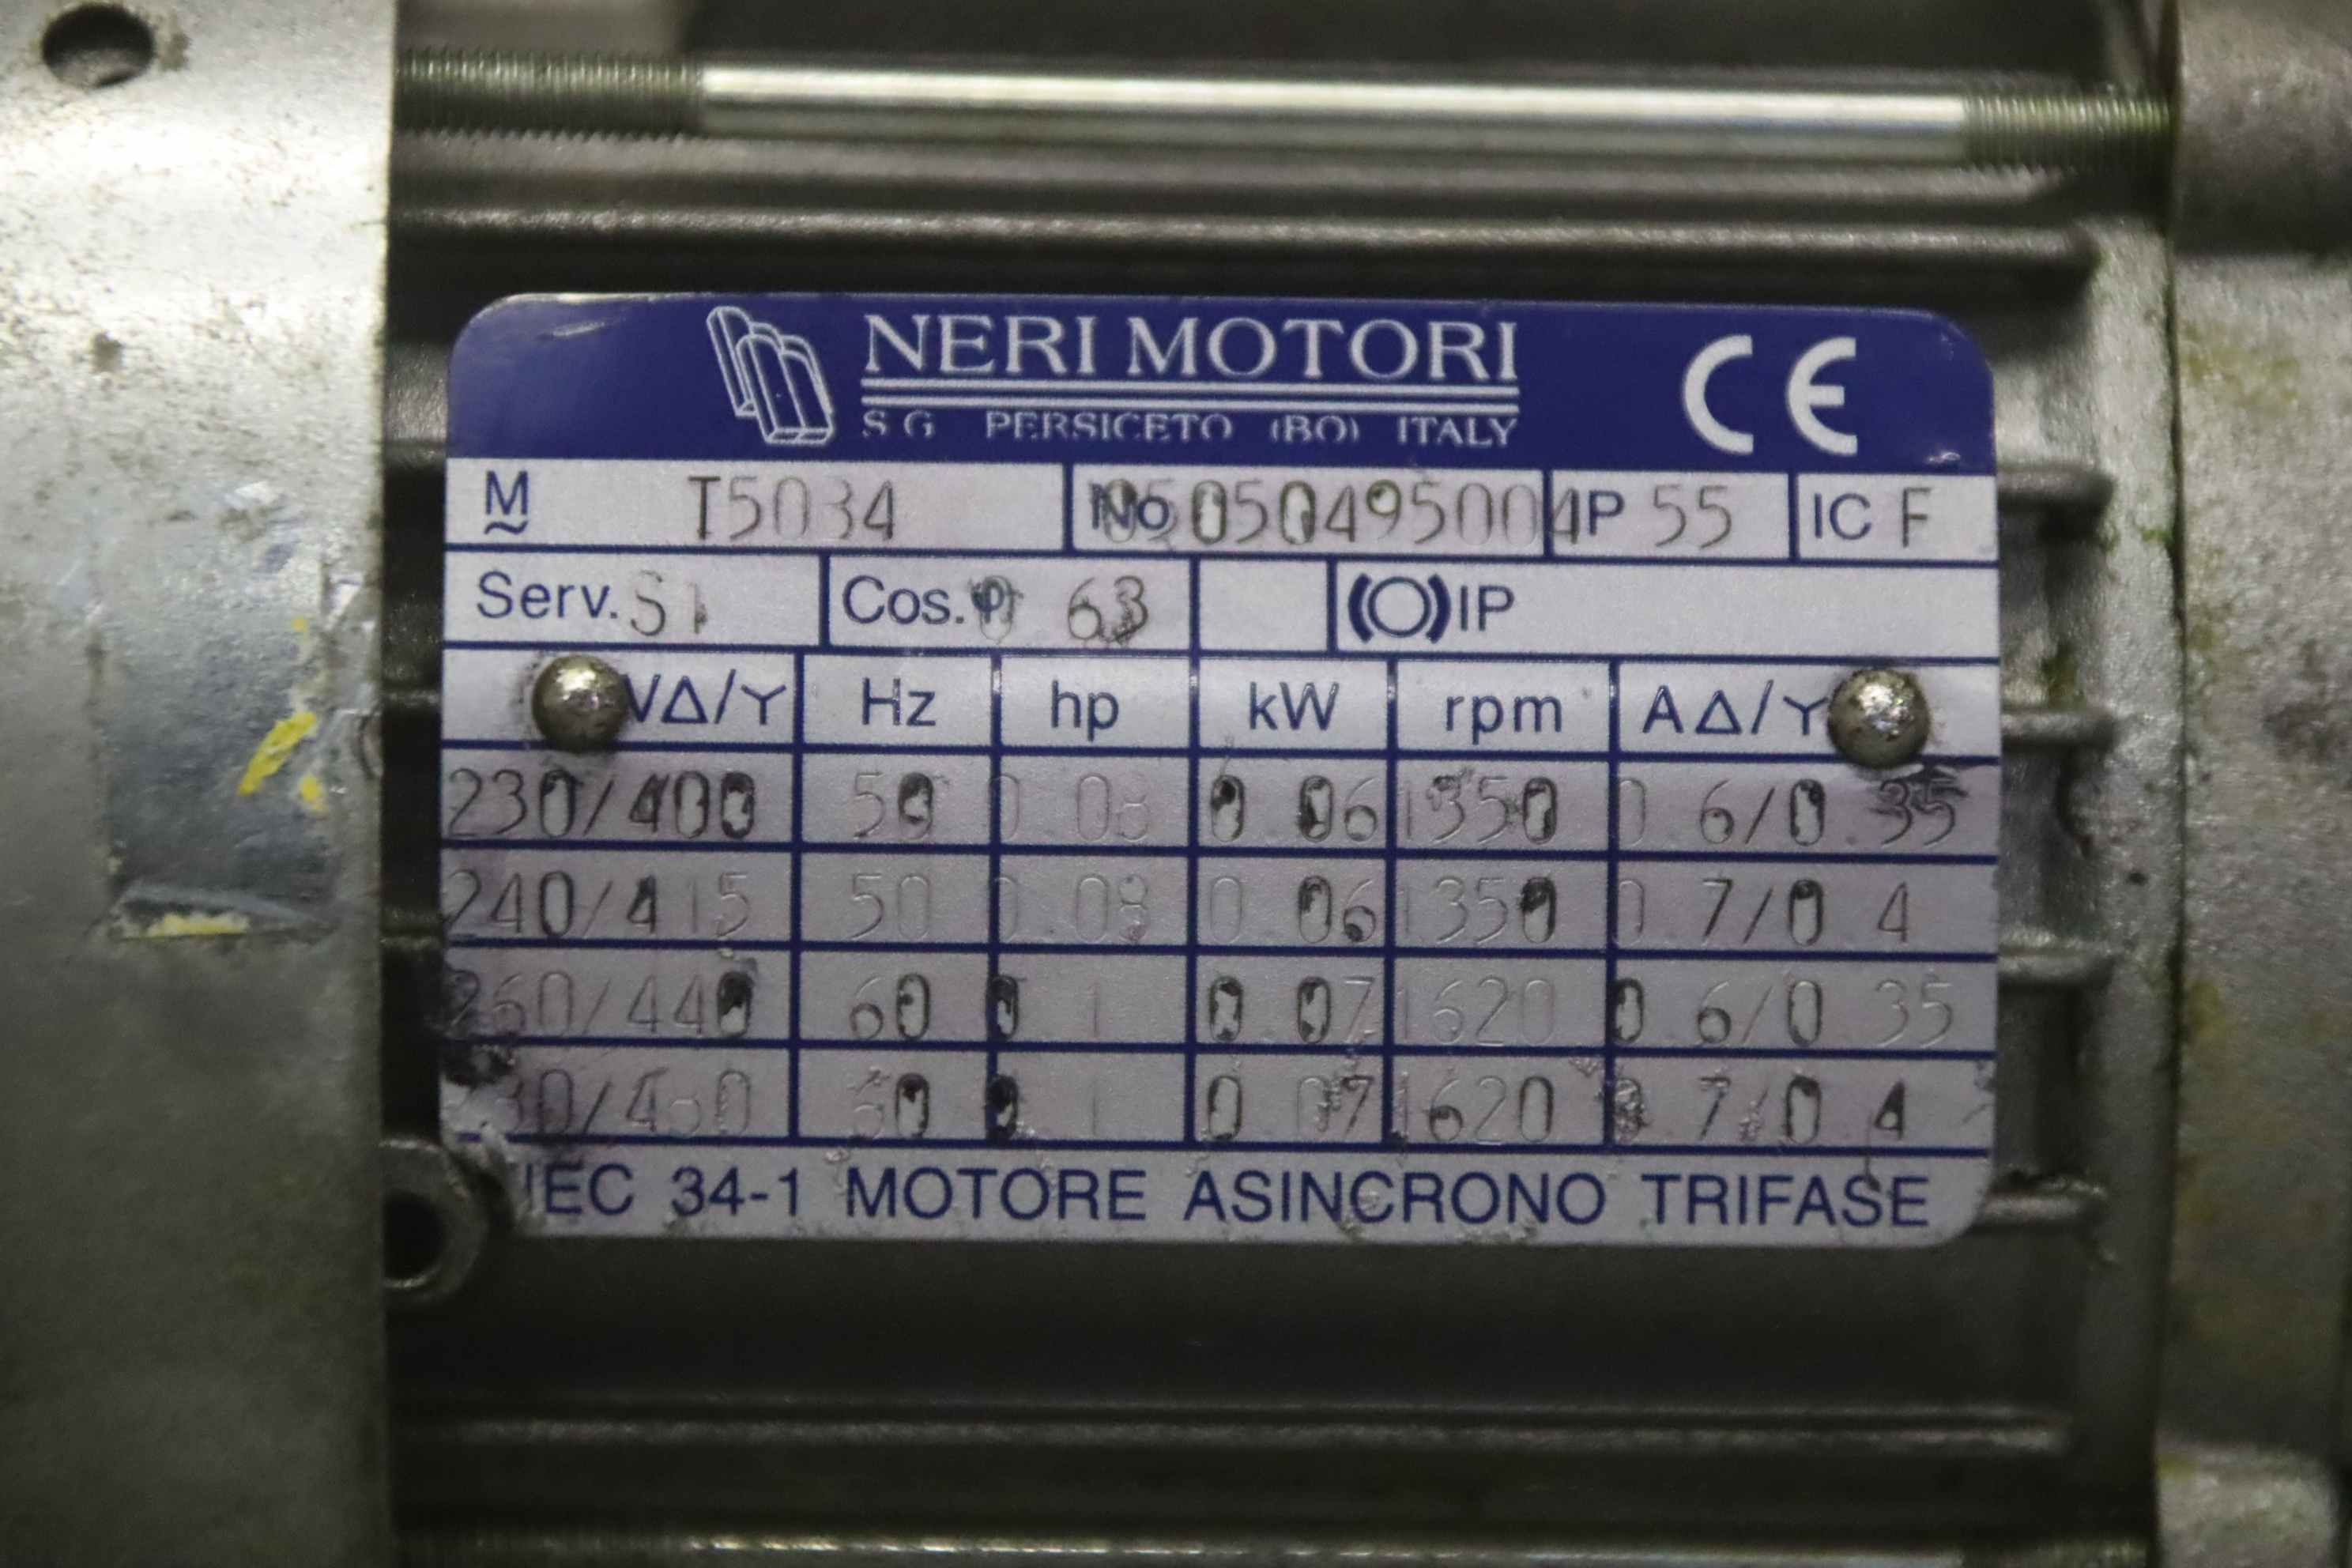 NERI MOTORI
S G PERSICETO (BO) ITALY CE
M T5034 No IP 55 IC F
Serv. S1 Cos.φ 0 63 IP
VΔ/Y Hz hp kW rpm AΔ/Y
230/400 50 0 08 0 06 1350 0 6/0.35
240/415 50 0 08 0 06 1350 0 7/0 4
260/440 60 0 1 0 07 1620 0 6/0 35
60 0 1 0 07 1620 0 7/0 4
IEC 34-1 MOTORE ASINCRONO TRIFASE